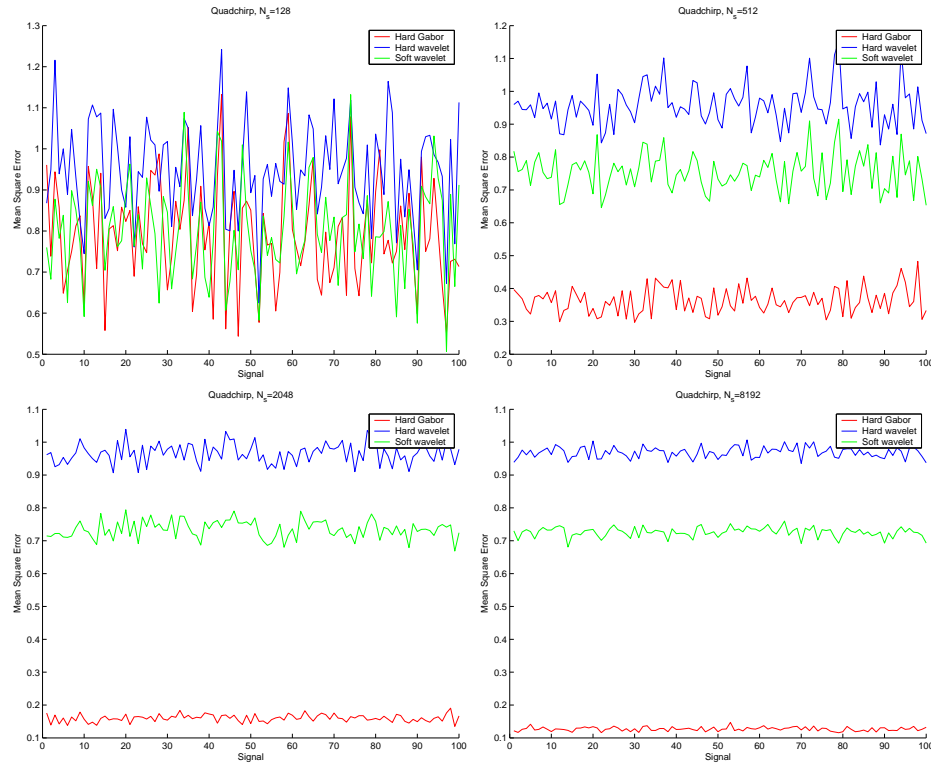 Quadchirp, N_s=128
Hard Gabor
Hard wavelet
Soft wavelet
Mean Square Error
1.3
1.2
1.1
1
0.9
0.8
0.7
0.6
0.5
0 10 20 30 40 50 60 70 80 90 100
Signal
Quadchirp, N_s=512
Hard Gabor
Hard wavelet
Soft wavelet
Mean Square Error
1.1
1
0.9
0.8
0.7
0.6
0.5
0.4
0.3
0.2
0 10 20 30 40 50 60 70 80 90 100
Signal
Quadchirp, N_s=2048
Hard Gabor
Hard wavelet
Soft wavelet
Mean Square Error
1.1
1
0.9
0.8
0.7
0.6
0.5
0.4
0.3
0.2
0.1
0 10 20 30 40 50 60 70 80 90 100
Signal
Quadchirp, N_s=8192
Hard Gabor
Hard wavelet
Soft wavelet
Mean Square Error
1.1
1
0.9
0.8
0.7
0.6
0.5
0.4
0.3
0.2
0.1
0 10 20 30 40 50 60 70 80 90 100
Signal